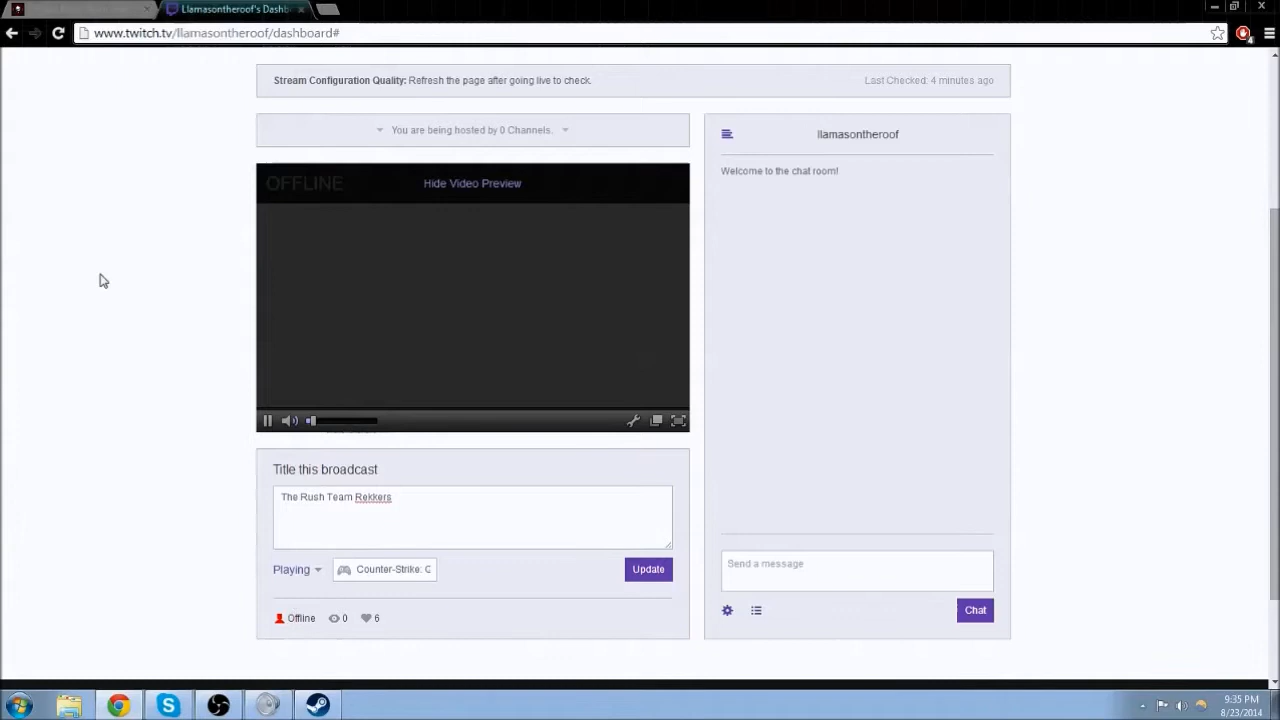 Llamasontheroof's Dashb
www.twitch.tv/llamasontheroof/dashboard#
4
Stream Configuration Quality: Refresh the page after going live to check.
Last Checked: 4 minutes ago
You are being hosted by 0 Channels.
llamasontheroof
Welcome to the chat room!
OFFLINE
Hide Video Preview
Title this broadcast
The Rush Team Rekkers
Playing
Counter-Strike: G
Update
Send a message
Offline
0
6
Chat
9:35 PM
8/23/2014